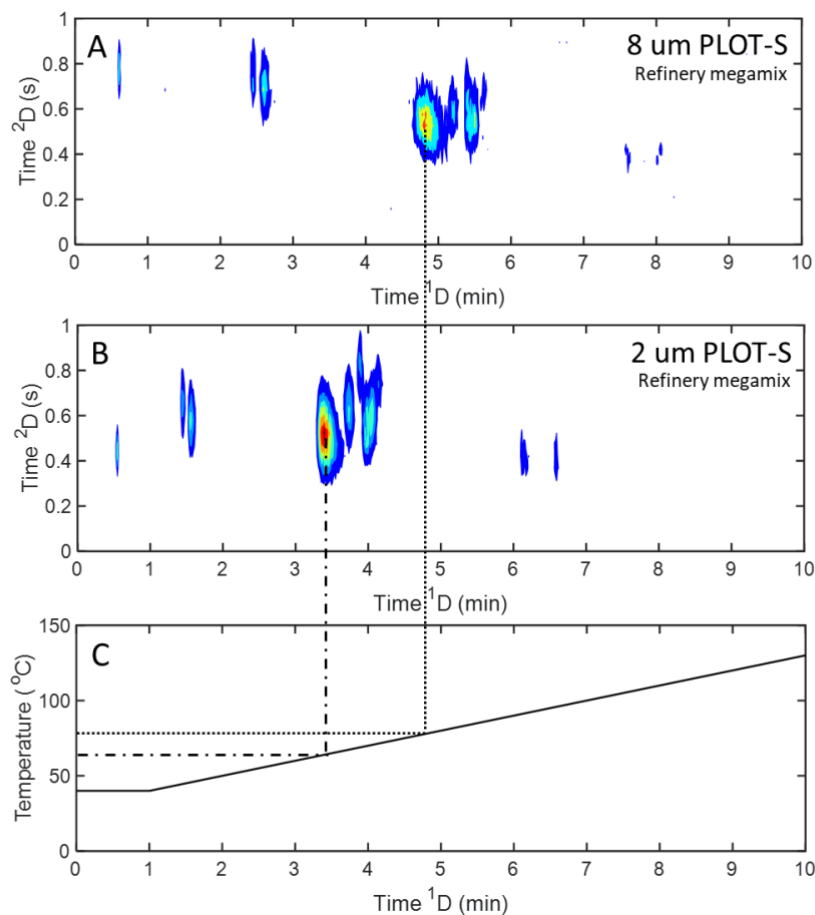 A
8 um PLOT-S
Refinery megamix
1
0.8
0.6
0.4
0.2
0
Time ²D (s)
0 1 2 3 4 5 6 7 8 9 10
Time ¹D (min)
B
2 um PLOT-S
Refinery megamix
1
0.8
0.6
0.4
0.2
0
Time ²D (s)
0 1 2 3 4 5 6 7 8 9 10
Time ¹D (min)
C
150
100
50
0
Temperature (°C)
0 1 2 3 4 5 6 7 8 9 10
Time ¹D (min)